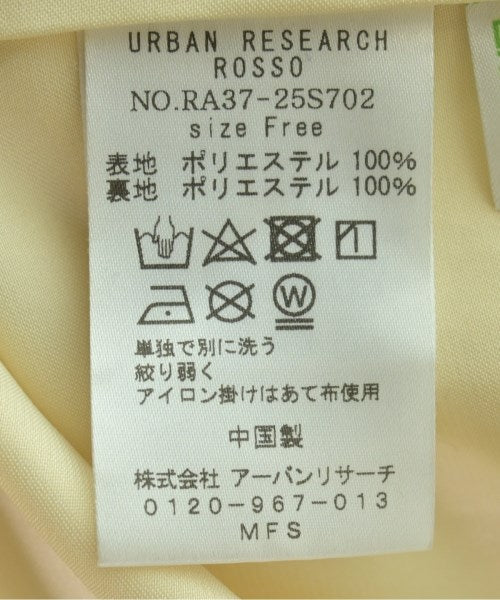 URBAN RESEARCH
ROSSO
NO.RA37-25S702
size Free
表地 ポリエステル 100%
裏地 ポリエステル 100%
W
単独で別に洗う
絞り弱く
アイロン掛けはあて布使用
中国製
株式会社 アーバンリサーチ
0120-967-013
MFS